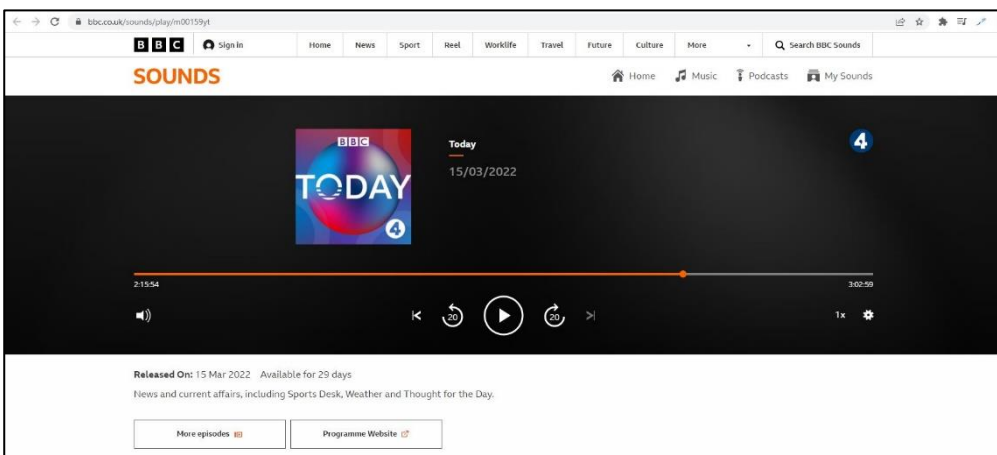 bbc.co.uk/sounds/play/m00159yt
BBC Sign in Home News Sport Reel Worklife Travel Future Culture More Search BBC Sounds
SOUNDS Home Music Podcasts My Sounds
BBC
TODAY
4
Today
15/03/2022
4
2:15:54 3:02:59
20 20 1x
Released On: 15 Mar 2022 Available for 29 days
News and current affairs, including Sports Desk, Weather and Thought for the Day.
More episodes Programme Website